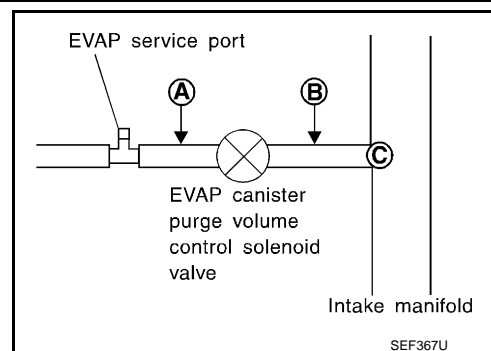 EVAP service port
A
B
C
EVAP canister
purge volume
control solenoid
valve
Intake manifold
SEF367U